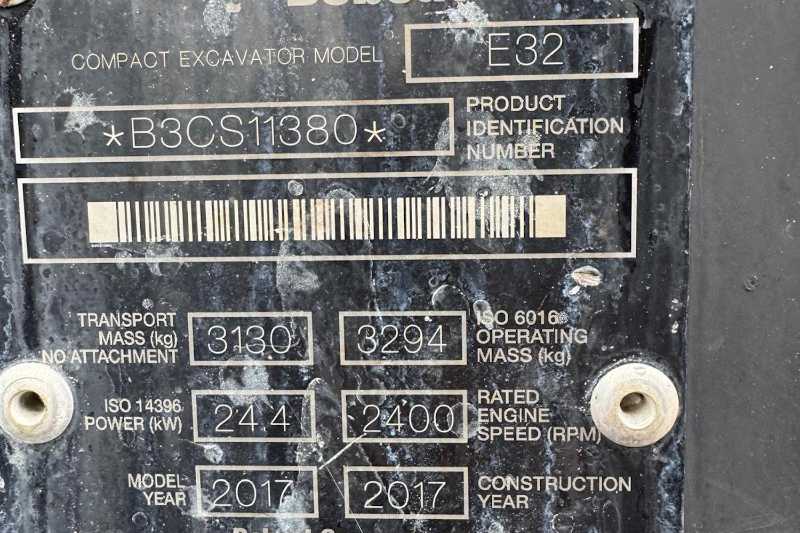 Bobcat
COMPACT EXCAVATOR MODEL E32
*B3CS11380* PRODUCT
IDENTIFICATION
NUMBER
TRANSPORT
MASS (kg)
NO ATTACHMENT
3130
3294
ISO 6016
OPERATING
MASS (kg)
ISO 14396
POWER (kW)
24.4
2400
RATED
ENGINE
SPEED (RPM)
MODEL
YEAR
2017
2017
CONSTRUCTION
YEAR